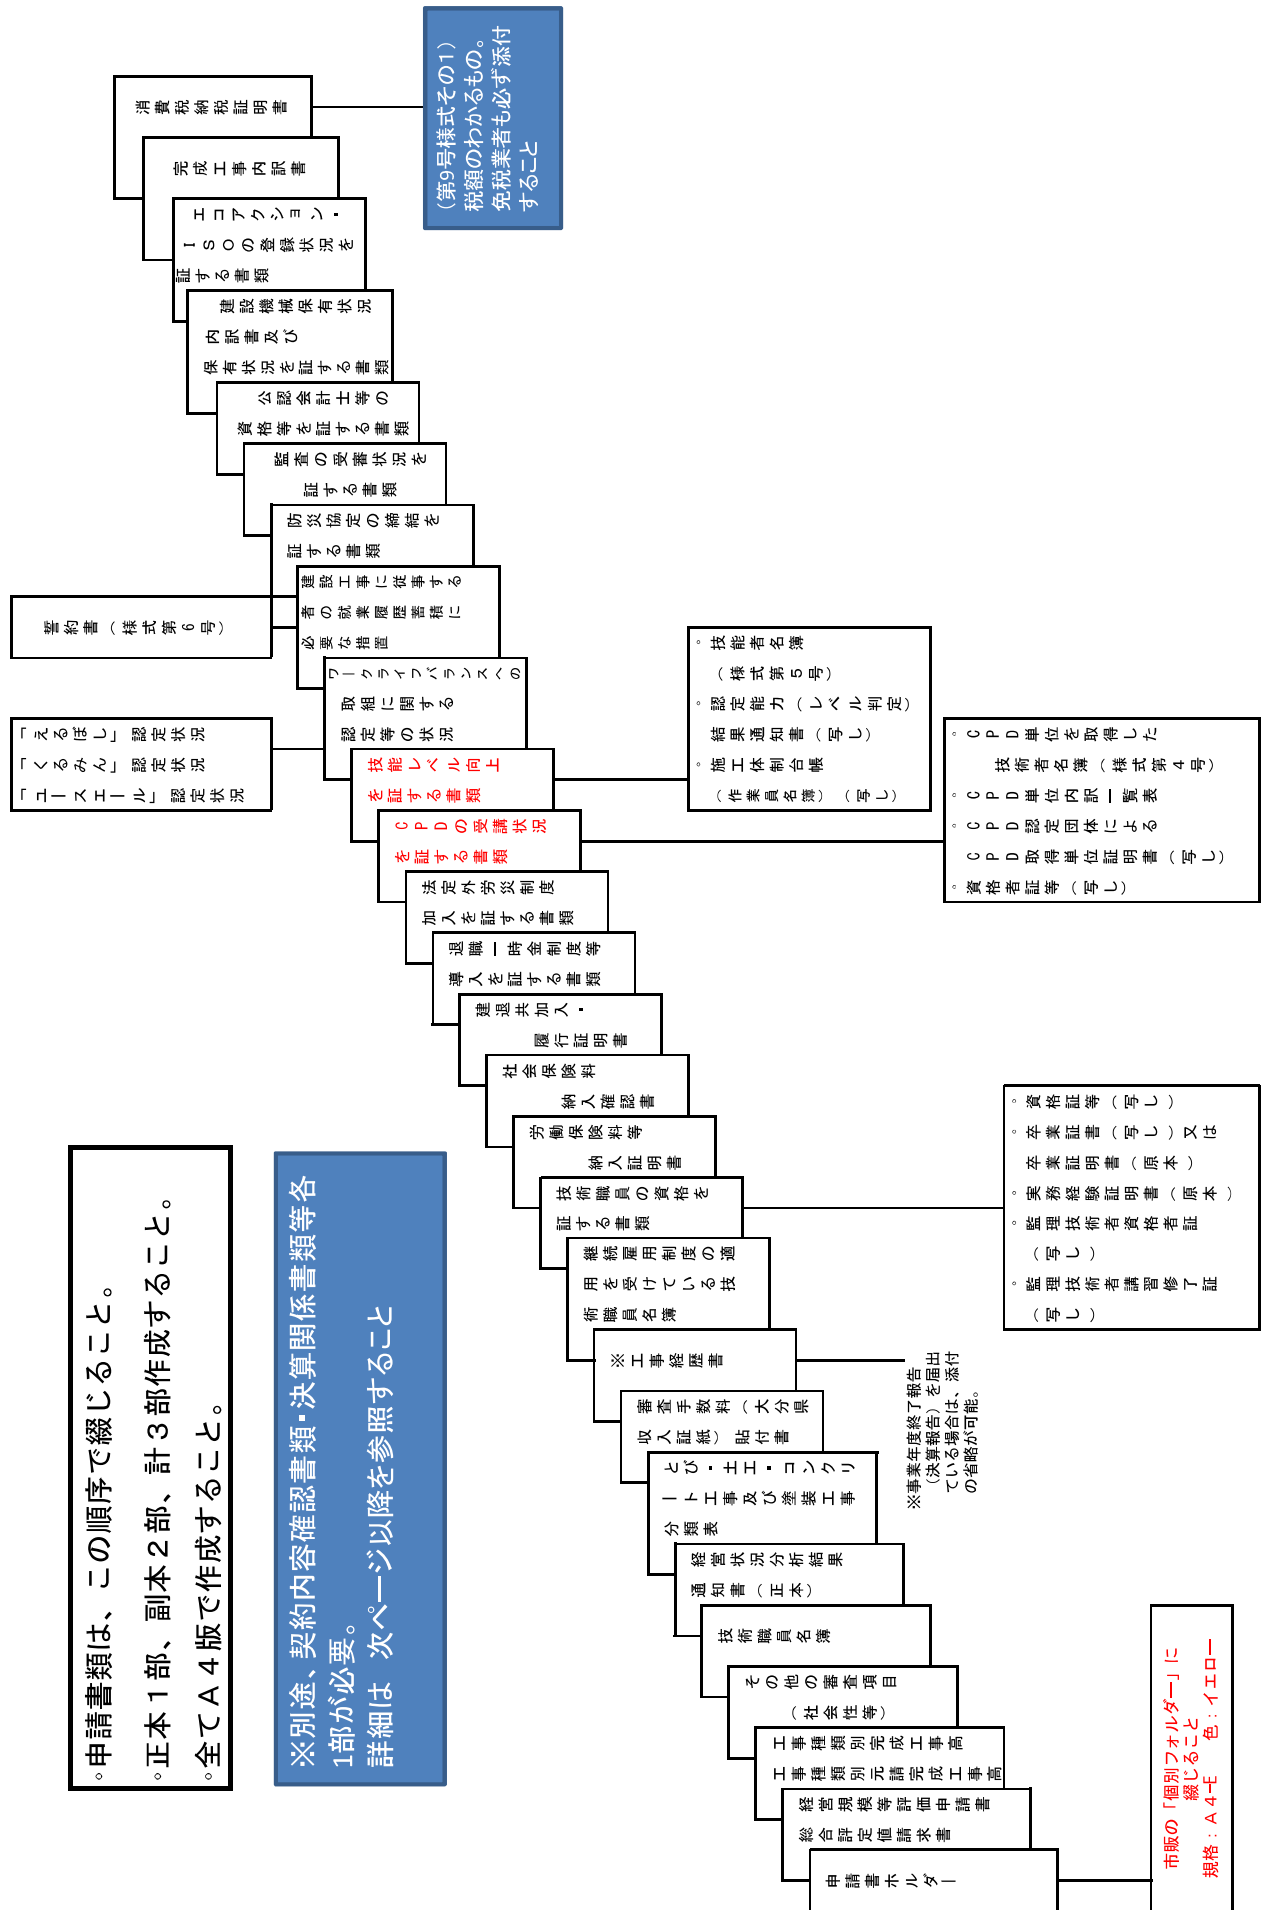 ・申請書類は、この順序で綴じること。
・正本１部、副本２部、計３部作成すること。
・全てＡ４版で作成すること。
※別途、契約内容確認書類・決算関係書類等各
1部が必要。
詳細は　次ページ以降を参照すること
申請書ホルダー
市販の「個別フォルダー」に
綴じること
規格：Ａ４-Ｅ　色：イエロー
経営規模等評価申請書
総合評定値請求書
工事種類別完成工事高
工事種類別元請完成工事高
その他の審査項目
（社会性等）
技術職員名簿
経営状況分析結果
通知書（正本）
とび・土工・コンクリ
ート工事及び塗装工事
分類表
審査手数料（大分県
収入証紙）貼付書
※工事経歴書
※事業年度終了報告
（決算報告）を届出
ている場合は、添付
の省略が可能。
継続雇用制度の適
用を受けている技
術職員名簿
技術職員の資格を
証する書類
・資格証等（写し）
・卒業証書（写し）又は
卒業証明書（原本）
・実務経験証明書（原本）
・監理技術者資格者証
（写し）
・監理技術者講習修了証
（写し）
労働保険料等
納入証明書
社会保険料
納入確認書
建退共加入・
履行証明書
退職一時金制度等
導入を証する書類
法定外労災制度
加入を証する書類
ＣＰＤの受講状況
を証する書類
・ＣＰＤ単位を取得した
技術者名簿（様式第４号）
・ＣＰＤ単位内訳一覧表
・ＣＰＤ認定団体による
ＣＰＤ取得単位証明書（写し）
・資格者証等（写し）
技能レベル向上
を証する書類
・技能者名簿
（様式第５号）
・認定能力（レベル判定）
結果通知書（写し）
・施工体制台帳
（作業員名簿）（写し）
ワークライフバランスへの
取組に関する
認定等の状況
「えるぼし」認定状況
「くるみん」認定状況
「ユースエール」認定状況
建設工事に従事する
者の就業履歴蓄積に
必要な措置
誓約書（様式第６号）
防災協定の締結を
証する書類
監査の受審状況を
証する書類
公認会計士等の
資格等を証する書類
建設機械保有状況
内訳書及び
保有状況を証する書類
エコアクション・
ＩＳＯの登録状況を
証する書類
完成工事内訳書
消費税納税証明書
（第9号様式その１）
税額のわかるもの。
免税業者も必ず添付
すること